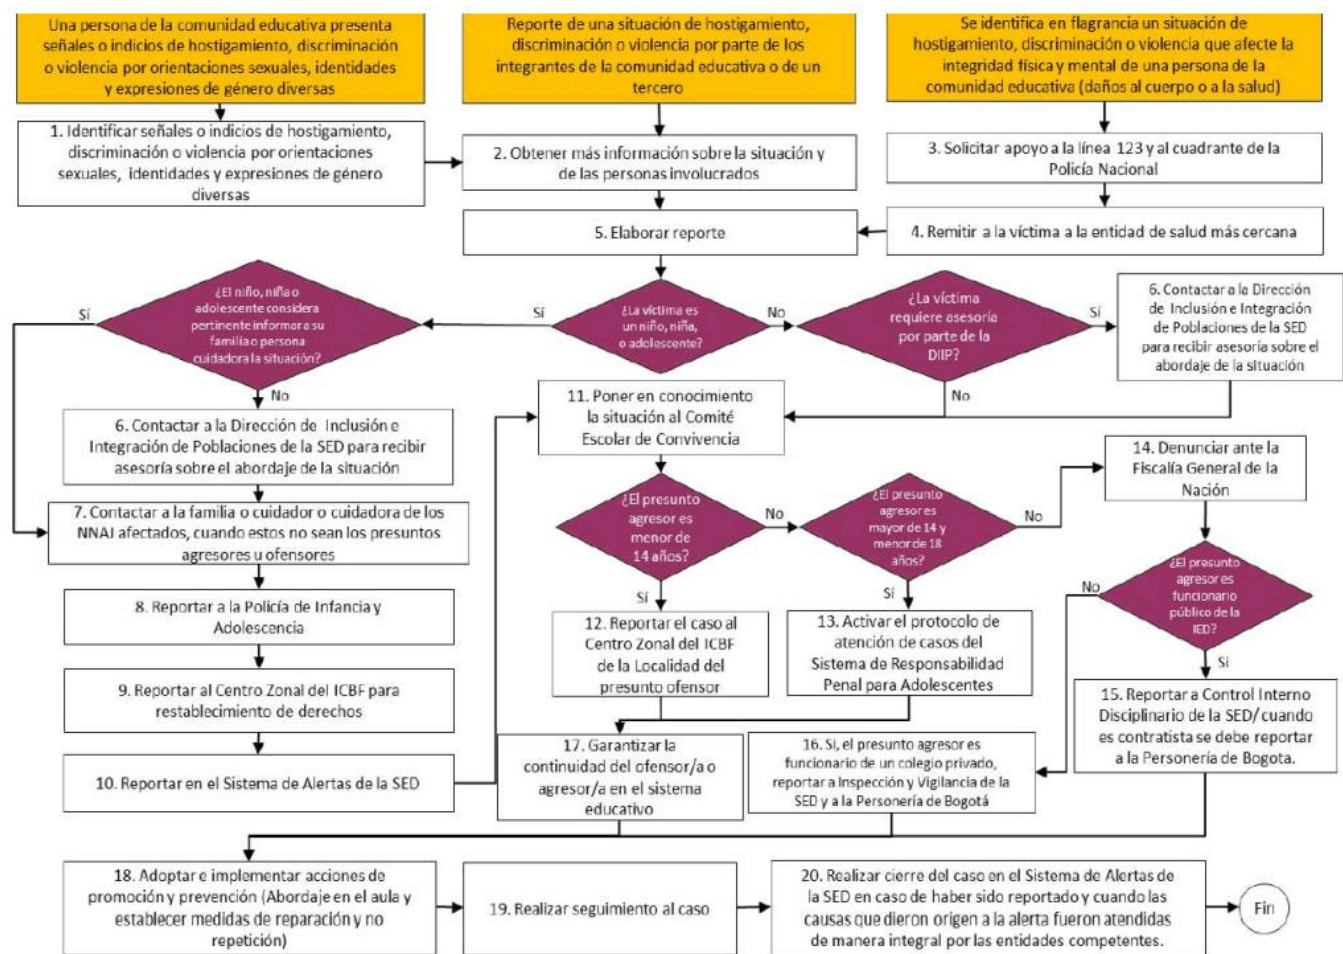 Una persona de la comunidad educativa presenta
señales o indicios de hostigamiento, discriminación
o violencia por orientaciones sexuales, identidades
y expresiones de género diversas
Reporte de una situación de hostigamiento,
discriminación o violencia por parte de los
integrantes de la comunidad educativa o de un
tercero
Se identifica en flagrancia un situación de
hostigamiento, discriminación o violencia que afecte la
integridad física y mental de una persona de la
comunidad educativa (daños al cuerpo o a la salud)
1. Identificar señales o indicios de hostigamiento,
discriminación o violencia por orientaciones
sexuales, identidades y expresiones de género
diversas
2. Obtener más información sobre la situación y
de las personas involucrados
3. Solicitar apoyo a la línea 123 y al cuadrante de la
Policía Nacional
5. Elaborar reporte
4. Remitir a la víctima a la entidad de salud más cercana
Sí
¿El niño, niña o
adolescente considera
pertinente informar a su
familia o persona
cuidadora la situación?
Sí
¿La víctima es
un niño, niña,
o adolescente?
No
¿La víctima
requiere asesoría
por parte de la
DIIP?
Sí
6. Contactar a la Dirección
de Inclusión e Integración
de Poblaciones de la SED
para recibir asesoría sobre el
abordaje de la situación
No
No
6. Contactar a la Dirección de Inclusión e
Integración de Poblaciones de la SED para recibir
asesoría sobre el abordaje de la situación
11. Poner en conocimiento
la situación al Comité
Escolar de Convivencia
7. Contactar a la familia o cuidador o cuidadora de los
NNAJ afectados, cuando estos no sean los presuntos
agresores u ofensores
¿El presunto
agresor es
menor de
14 años?
No
¿El presunto
agresor es
mayor de 14 y
menor de 18
años?
No
14. Denunciar ante la
Fiscalía General de la
Nación
8. Reportar a la Policía de Infancia y
Adolescencia
Sí
Sí
No
¿El presunto
agresor es
funcionario
público de la
IED?
Sí
12. Reportar el caso al
Centro Zonal del ICBF
de la Localidad del
presunto ofensor
13. Activar el protocolo de
atención de casos del
Sistema de Responsabilidad
Penal para Adolescentes
9. Reportar al Centro Zonal del ICBF para
restablecimiento de derechos
15. Reportar a Control Interno
Disciplinario de la SED/ cuando
es contratista se debe reportar
a la Personería de Bogota.
10. Reportar en el Sistema de Alertas de la SED
17. Garantizar la
continuidad del ofensor/a o
agresor/a en el sistema
educativo
16. Si, el presunto agresor es
funcionario de un colegio privado,
reportar a Inspección y Vigilancia de la
SED y a la Personería de Bogotá
18. Adoptar e implementar acciones de
promoción y prevención (Abordaje en el aula y
establecer medidas de reparación y no
repetición)
19. Realizar seguimiento al caso
20. Realizar cierre del caso en el Sistema de Alertas de
la SED en caso de haber sido reportado y cuando las
causas que dieron origen a la alerta fueron atendidas
de manera integral por las entidades competentes.
Fin